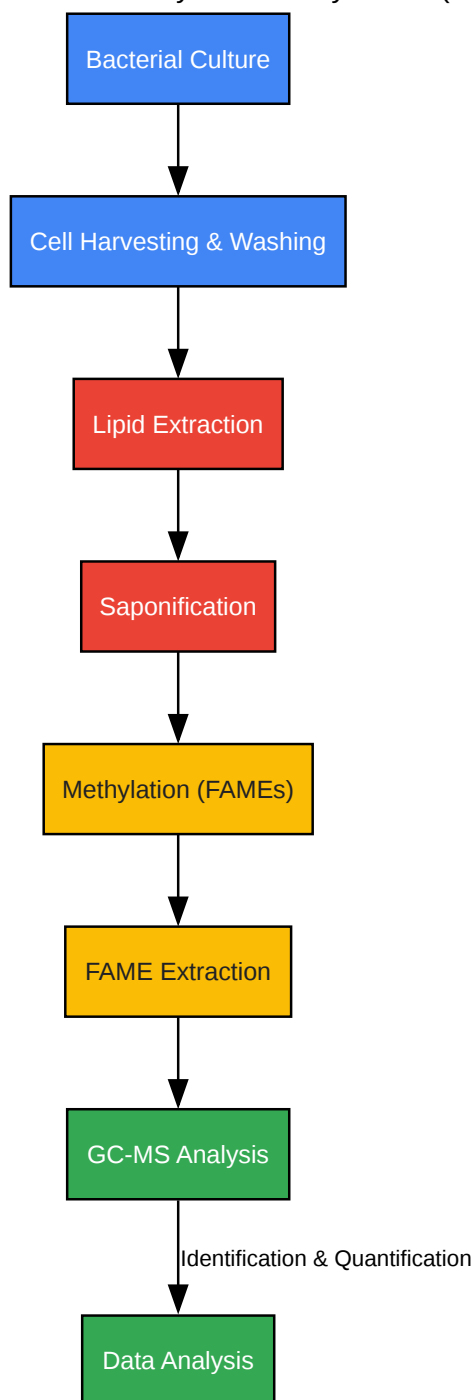 Bacterial Culture
Cell Harvesting & Washing
Lipid Extraction
Saponification
Methylation (FAMEs)
FAME Extraction
GC-MS Analysis
Identification & Quantification
Data Analysis